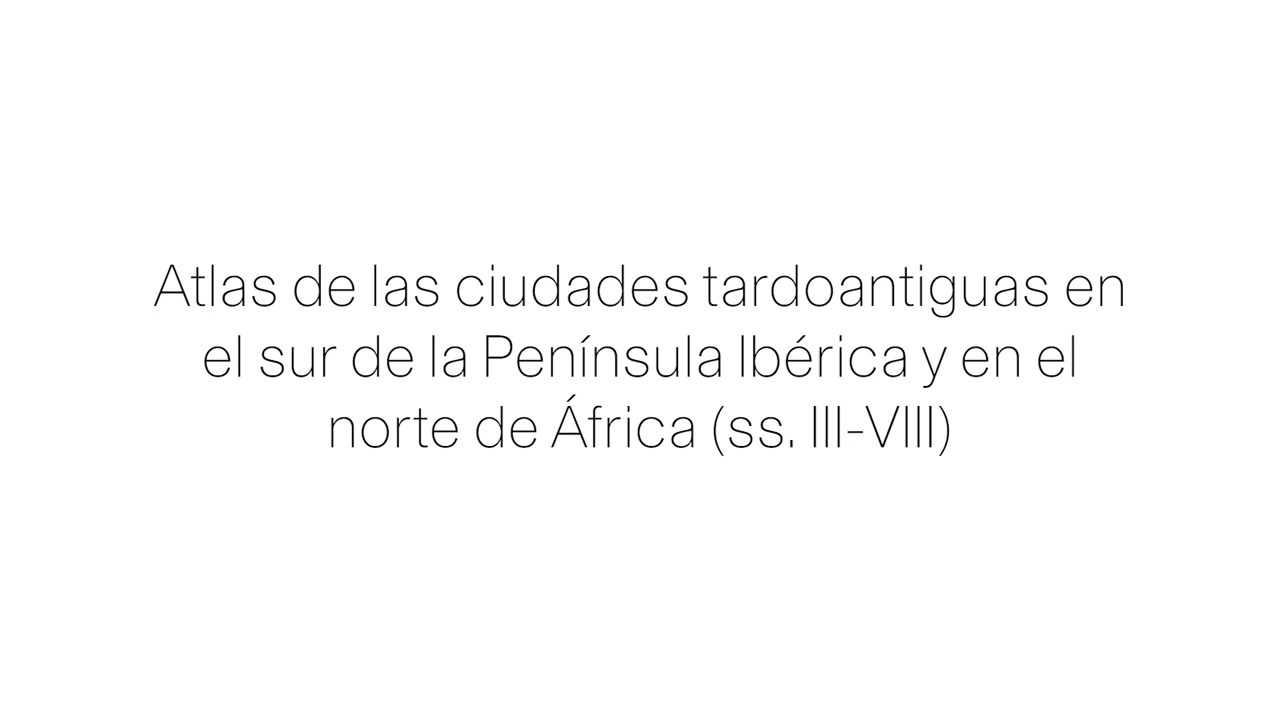 Atlas de las ciudades tardoantiguas en
el sur de la Península Ibérica y en el
norte de África (ss. III-VIII)